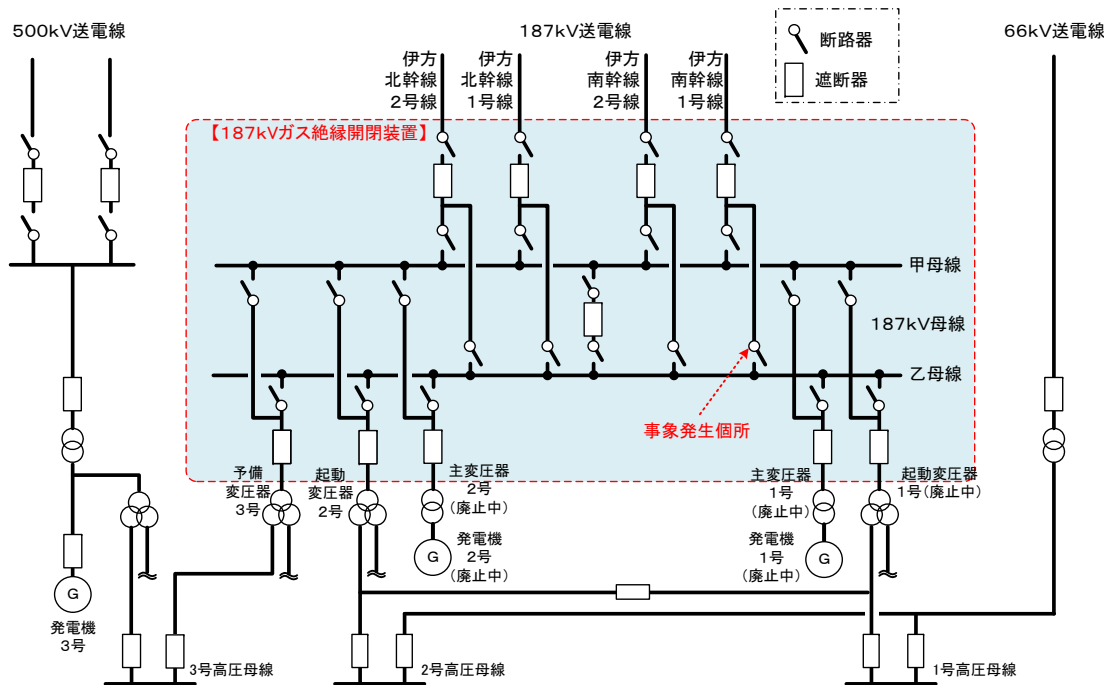 500kV送電線
187kV送電線
66kV送電線
断路器
遮断器
伊方
北幹線
2号線
伊方
北幹線
1号線
伊方
南幹線
2号線
伊方
南幹線
1号線
【187kVガス絶縁開閉装置】
甲母線
187kV母線
乙母線
事象発生個所
予備
変圧器
3号
起動
変圧器
2号
主変圧器
2号
(廃止中)
主変圧器
1号
(廃止中)
起動変圧器
1号(廃止中)
G
発電機
2号
(廃止中)
G
発電機
1号
(廃止中)
G
発電機
3号
3号高圧母線
2号高圧母線
1号高圧母線